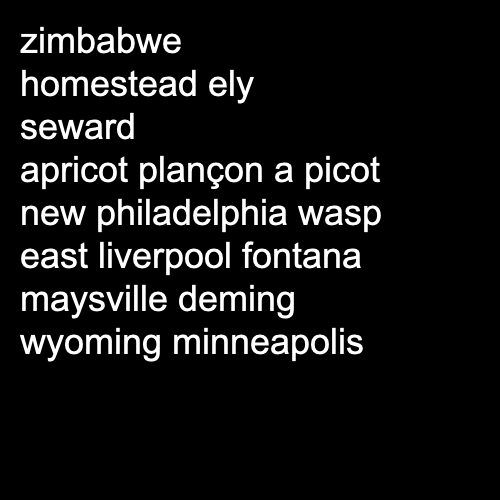 zimbabwe
homestead ely
seward
apricot plançon a picot
new philadelphia wasp
east liverpool fontana
maysville deming
wyoming minneapolis